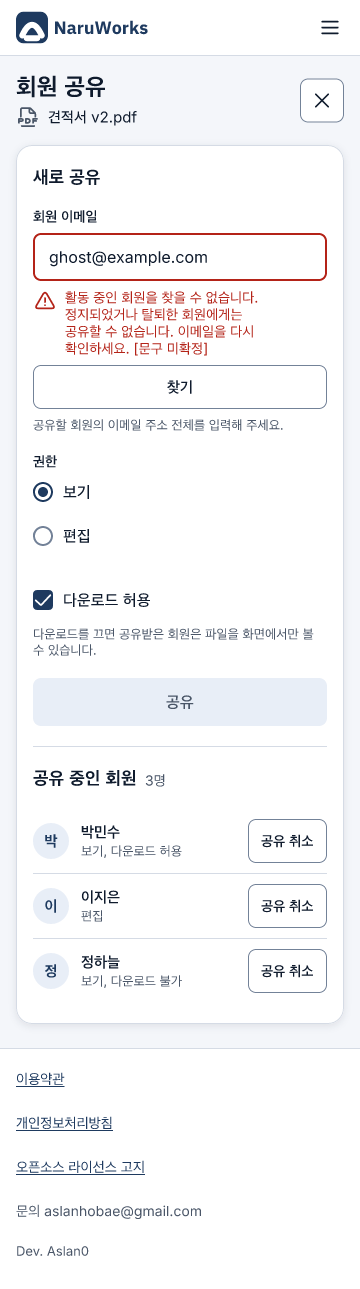 NaruWorks
회원 공유
PDF 견적서 v2.pdf
새로 공유
회원 이메일
ghost@example.com
활동 중인 회원을 찾을 수 없습니다.
정지되었거나 탈퇴한 회원에게는
공유할 수 없습니다. 이메일을 다시
확인하세요. [문구 미확정]
찾기
공유할 회원의 이메일 주소 전체를 입력해 주세요.
권한
보기
편집
다운로드 허용
다운로드를 끄면 공유받은 회원은 파일을 화면에서만 볼
수 있습니다.
공유
공유 중인 회원 3명
박 박민수 공유 취소
보기, 다운로드 허용
이 이지은 공유 취소
편집
정 정하늘 공유 취소
보기, 다운로드 불가
이용약관
개인정보처리방침
오픈소스 라이선스 고지
문의 aslanhobae@gmail.com
Dev. Aslan0